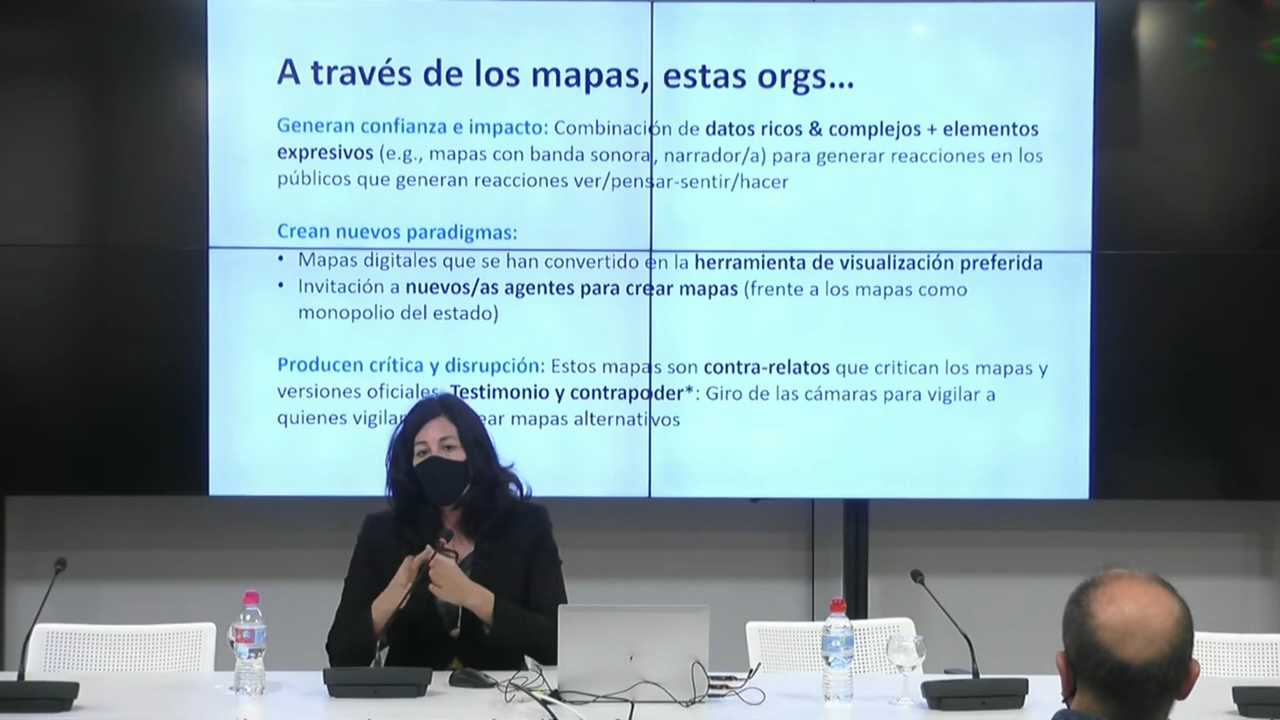 A través de los mapas, estas orgs...
Generan confianza e impacto: Combinación de datos ricos & complejos + elementos
expresivos (e.g., mapas con banda sonora, narrador/a) para generar reacciones en los
públicos que generan reacciones ver/pensar-sentir/hacer
Crean nuevos paradigmas:
• Mapas digitales que se han convertido en la herramienta de visualización preferida
• Invitación a nuevos/as agentes para crear mapas (frente a los mapas como
monopolio del estado)
Producen crítica y disrupción: Estos mapas son contra-relatos que critican los mapas y
versiones oficiales. Testimonio y contrapoder*: Giro de las cámaras para vigilar a
quienes mapas alternativos